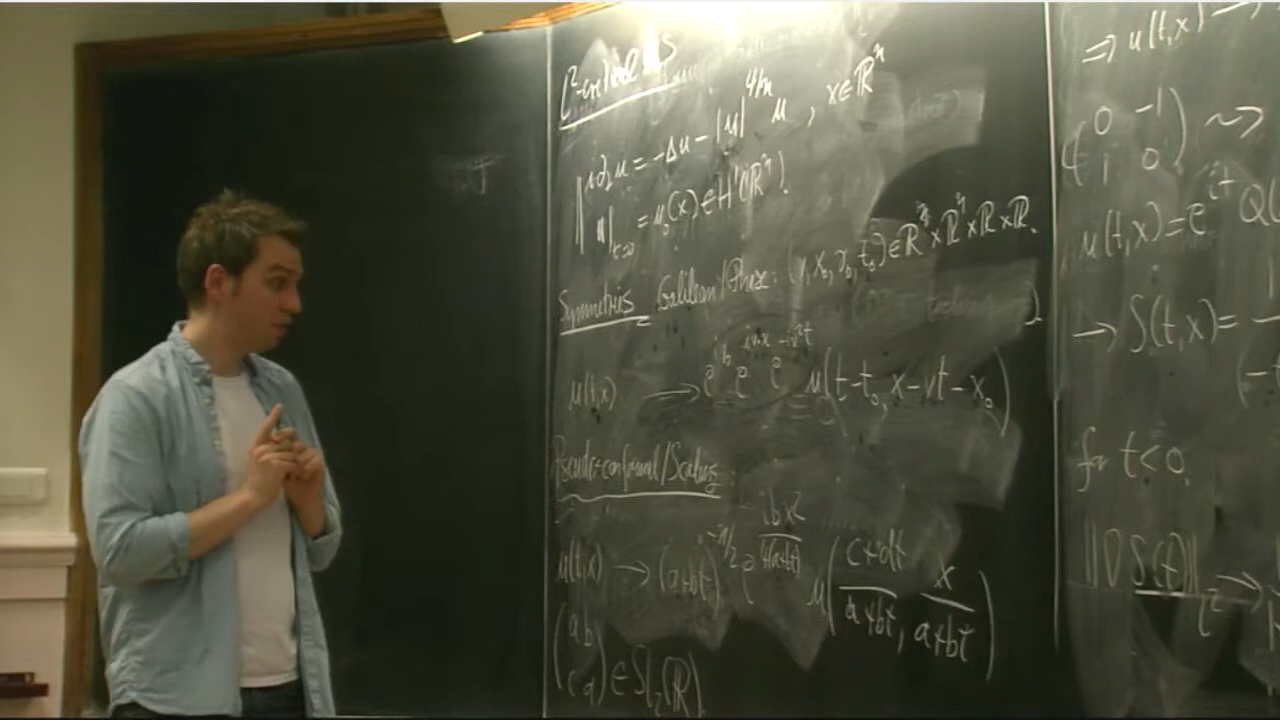 L²-critical NLS
i∂ₜu = -Δu - |u|^{4/n} u , x∈ℝⁿ
u|_{t=0} = u₀(x) ∈ H¹(ℝⁿ).
Symmetries Galilean/Phase: (v, x₀, γ₀, t₀) ∈ ℝⁿ×ℝⁿ×ℝ×ℝ.
u(t,x) → e^{iγ₀} e^{iv·x} e^{-iv²t} u(t-t₀, x-vt-x₀)
Pseudo-conformal/Scaling
u(t,x) → (a+bt)^{-n/2} e^{ibx²/4(a+bt)} u((c+dt)/(a+bt), x/(a+bt))
(a b
c d) ∈ Sl₂(ℝ)
⇒ u(t,x) →
(0 -1
1 0) ⇝
u(t,x) = e^{it} Q(
→ S(t,x) =
(-t
for t<0
||∇S(t)||_{L²} →